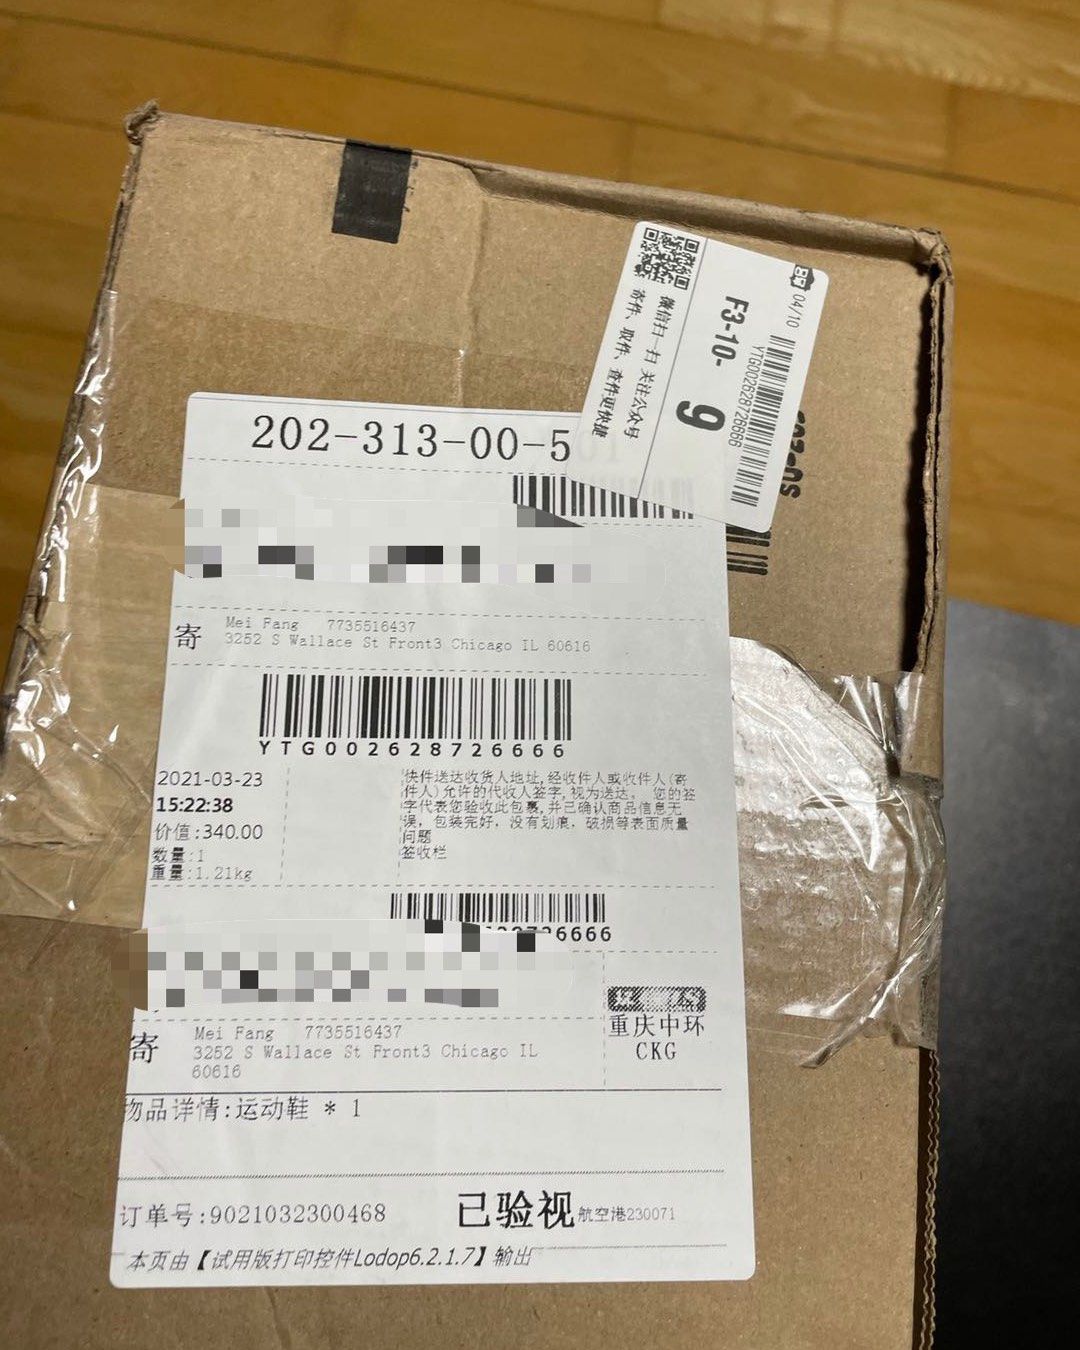 04/10
YTG002628726666
F3-10-
9
微信扫一扫 关注公众号
寄件、取件、查件更快捷
202-313-00-5
寄
Mei Fang 7735516437
3252 S Wallace St Front3 Chicago IL 60616
YTG002628726666
2021-03-23
15:22:38
价值:340.00
数量:1
重量:1.21kg
快件送达收货人地址,经收件人或收件人(寄
件人)允许的代收人签字,视为送达。 您的签
字代表您验收此包裹,并已确认商品信息无
误, 包装完好, 没有划痕, 破损等表面质量
问题
签收栏
寄
Mei Fang 7735516437
3252 S Wallace St Front3 Chicago IL
60616
重庆中环
CKG
物品详情:运动鞋 * 1
订单号:9021032300468
已验视 航空港230071
本页由【试用版打印控件Lodop6.2.1.7】输出